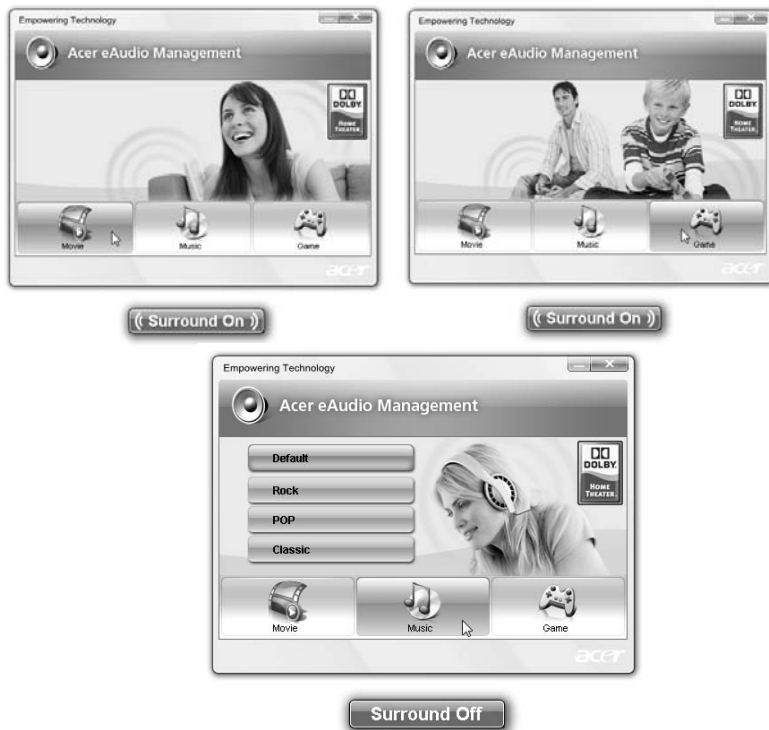 Empowering Technology
Acer eAudio Management
DOLBY
HOME
THEATER
Movie
Music
Game
acer
Surround On
Empowering Technology
Acer eAudio Management
DOLBY
HOME
THEATER
Movie
Music
Game
acer
Surround On
Empowering Technology
Acer eAudio Management
Default
Rock
POP
Classic
DOLBY
HOME
THEATER
Movie
Music
Game
acer
Surround Off